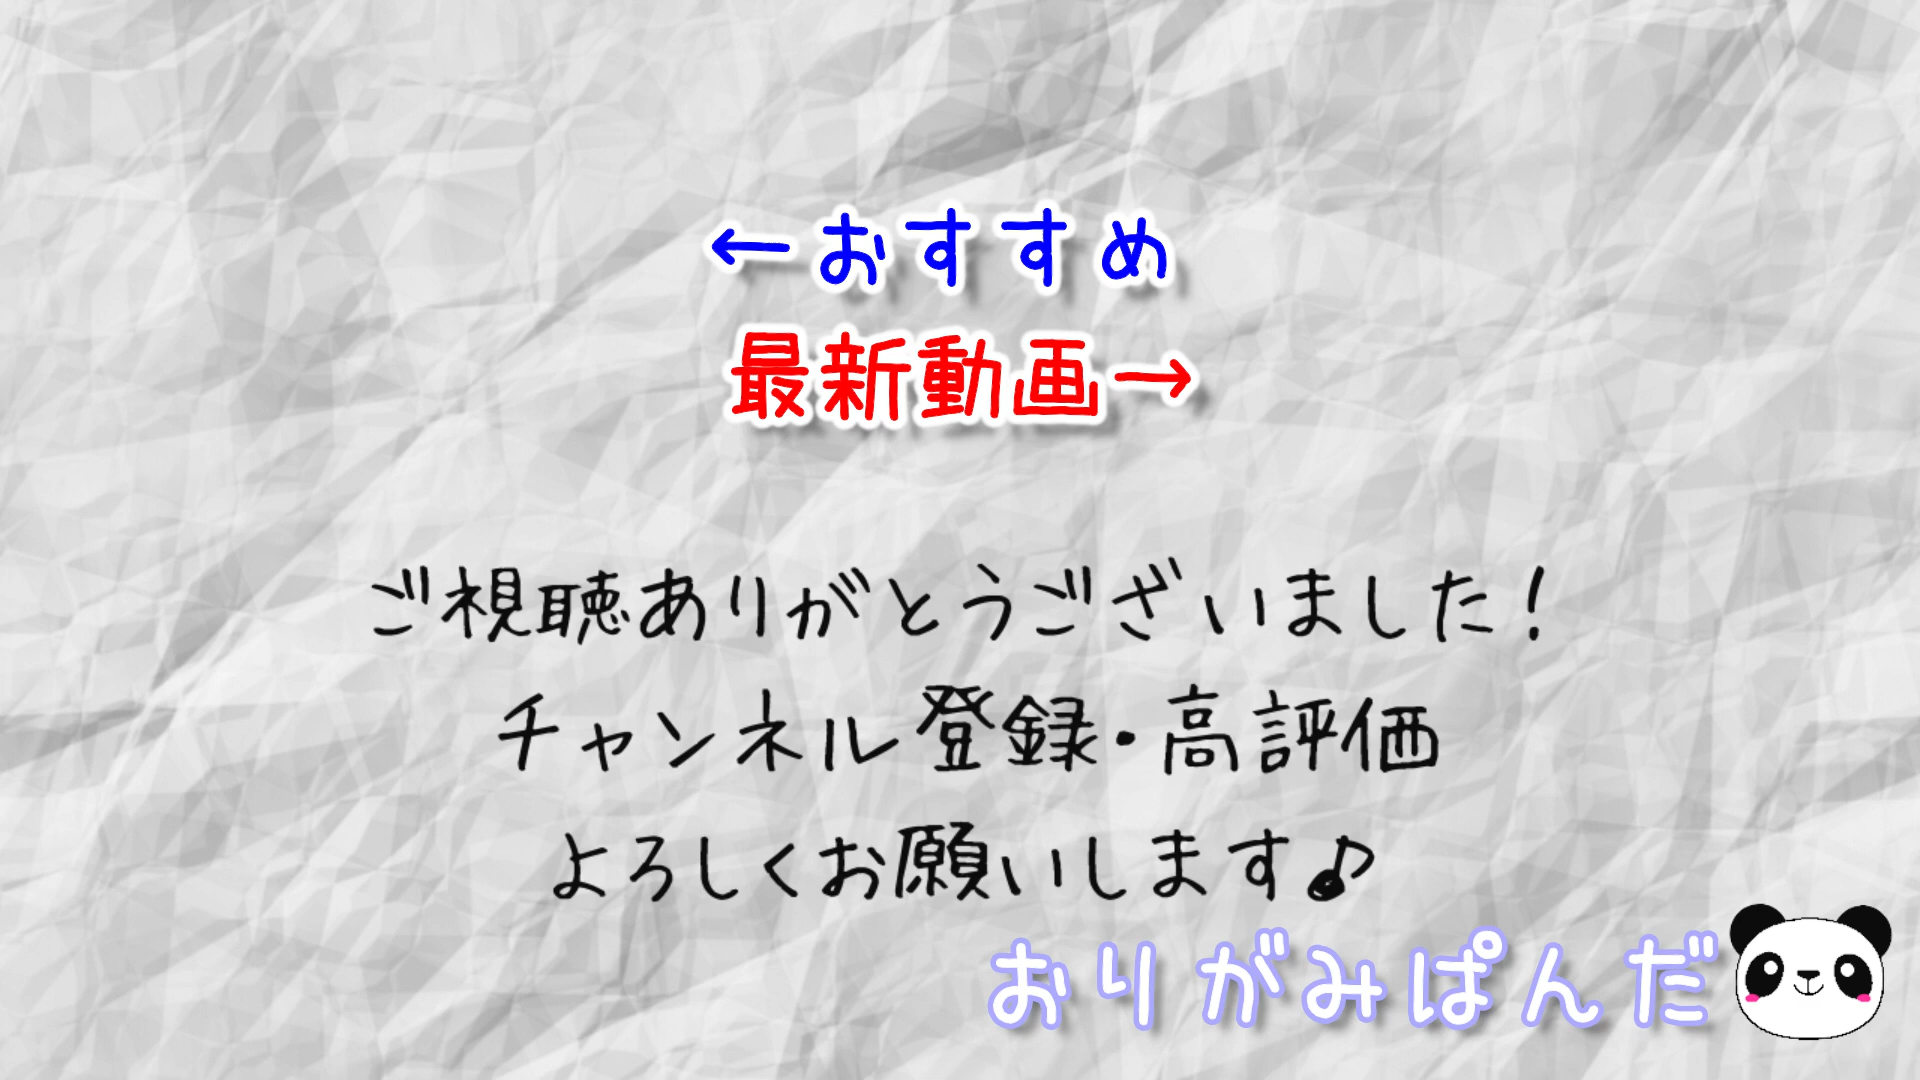 ←おすすめ
最新動画→
ご視聴ありがとうございました!
チャンネル登録・高評価
よろしくお願いします♪
おりがみぱんだ